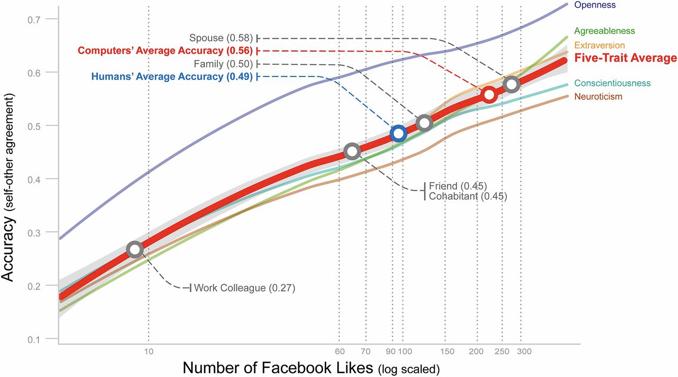 Openness
0.7
Spouse (0.58)
Agreeableness
Computers' Average Accuracy (0.56)
Extraversion
Family (0.50)
Five-Trait Average
0.6
Humans' Average Accuracy (0.49)
Conscientiousness
Neuroticism
0.5
0.4
Friend (0.45)
Cohabitant (0.45)
0.3
Work Colleague (0.27)
0.2
0.1
Accuracy (self-other agreement)
10 60 70 90 100 150 200 250 300
Number of Facebook Likes (log scaled)